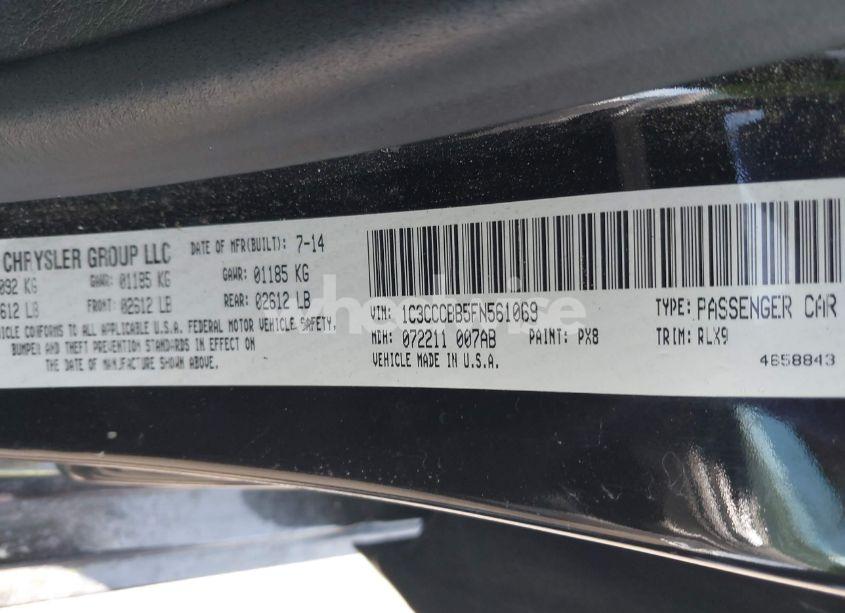 CHRYSLER GROUP LLC DATE OF MFR(BUILT): 7-14
092 KG GAWR: 01185 KG GAWR: 01185 KG
612 LB FRONT: 02612 LB REAR: 02612 LB
HICLE CONFORMS TO ALL APPLICABLE U.S.A. FEDERAL MOTOR VEHICLE SAFETY,
BUMPER AND THEFT PREVENTION STANDARDS IN EFFECT ON
THE DATE OF MANUFACTURE SHOWN ABOVE.
VIN: 1C3CCCBB5FN561069 TYPE: PASSENGER CAR
MDH: 072211 007AB PAINT: PX8 TRIM: RLX9
VEHICLE MADE IN U.S.A. 4658843
wheelwise